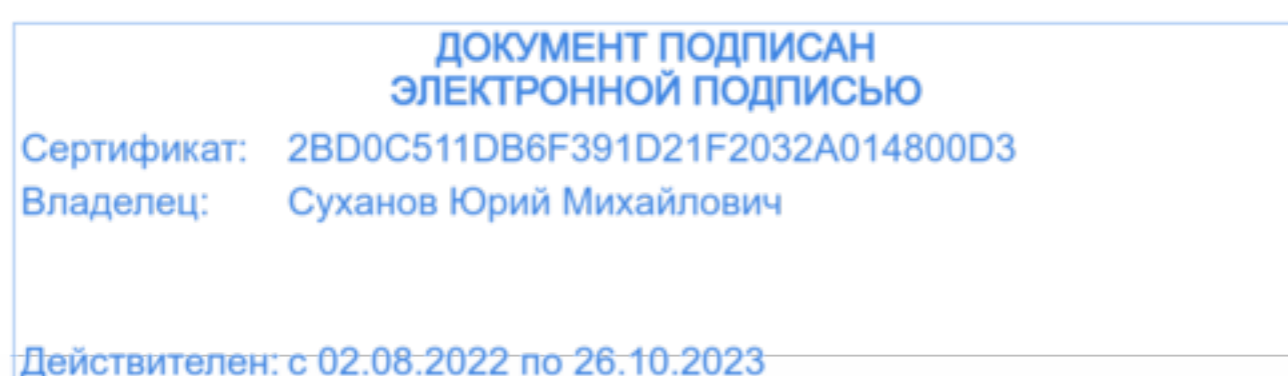 ДОКУМЕНТ ПОДПИСАН
ЭЛЕКТРОННОЙ ПОДПИСЬЮ
Сертификат: 2BD0C511DB6F391D21F2032A014800D3
Владелец: Суханов Юрий Михайлович
Действителен: с 02.08.2022 по 26.10.2023